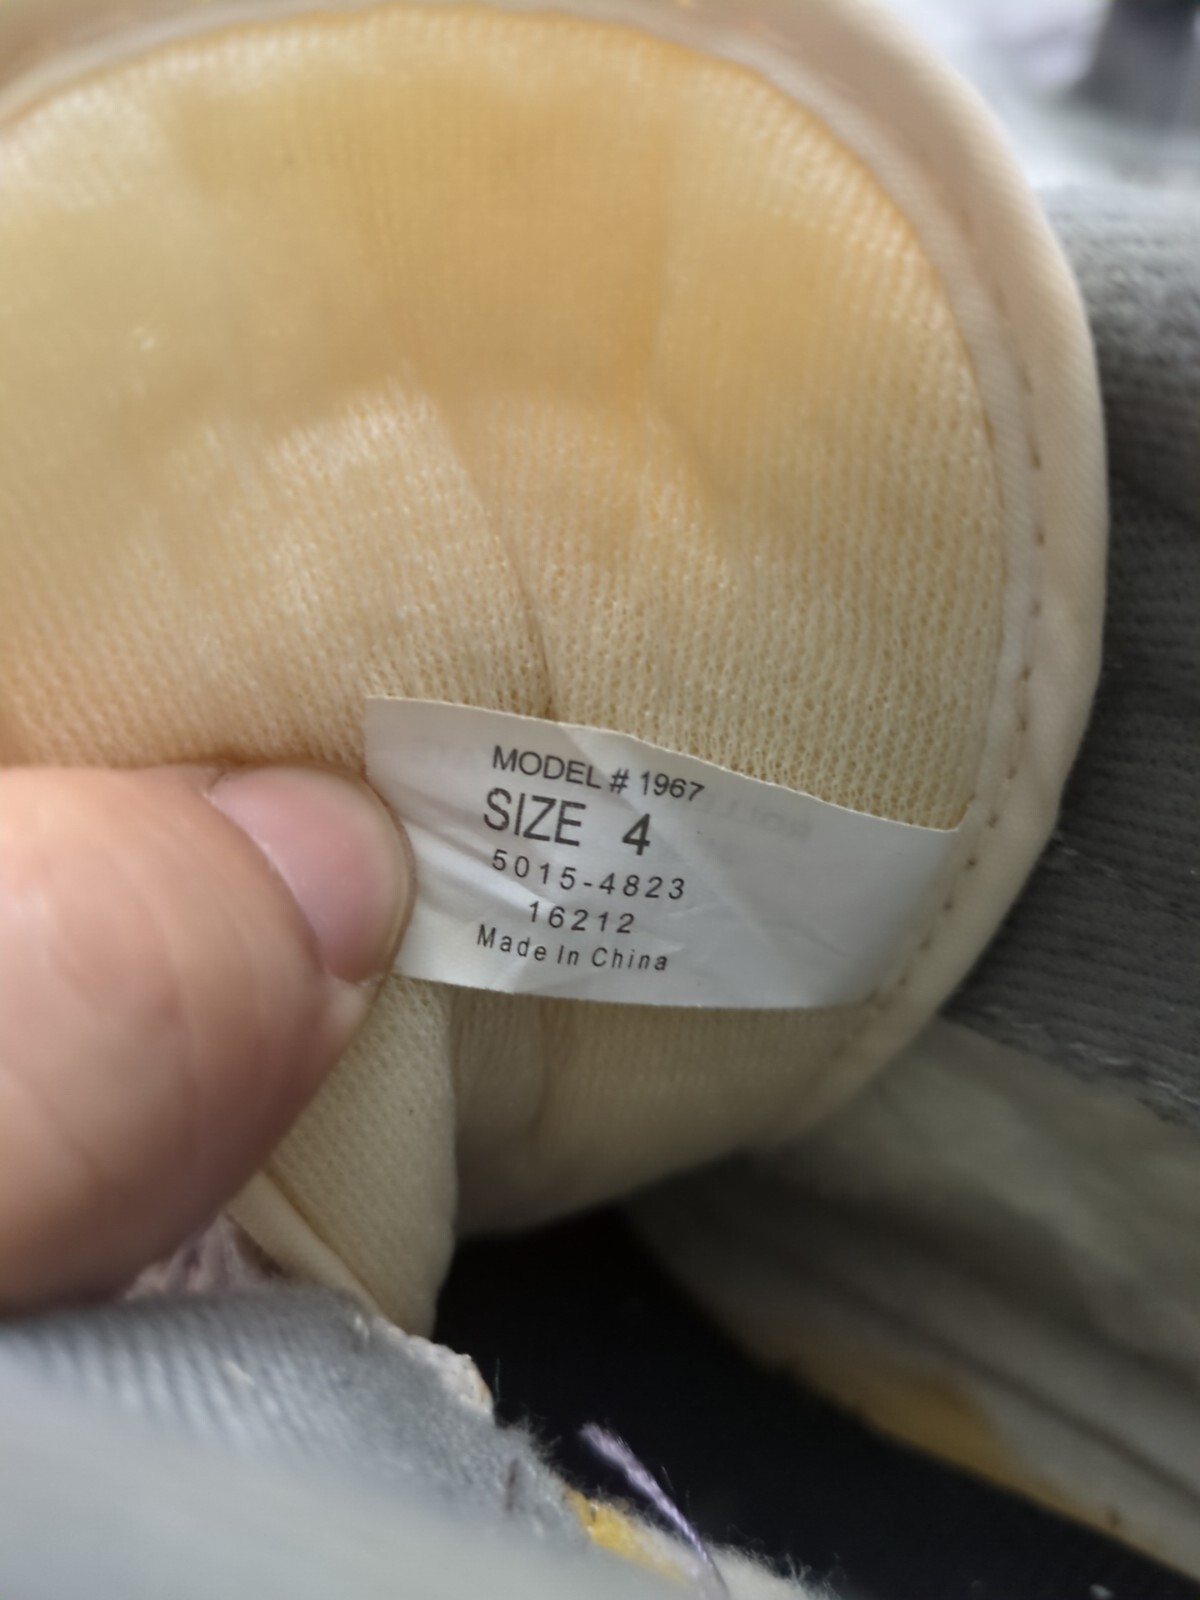 MODEL # 1967
SIZE 4
5015-4823
16212
Made In China